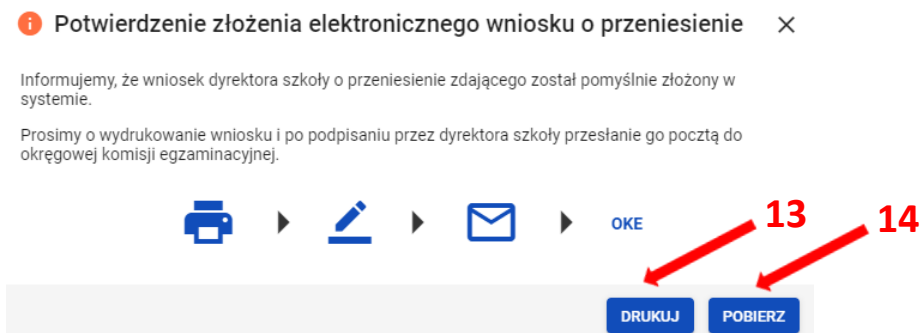 Potwierdzenie złożenia elektronicznego wniosku o przeniesienie
Informujemy, że wniosek dyrektora szkoły o przeniesienie zdającego został pomyślnie złożony w
systemie.
Prosimy o wydrukowanie wniosku i po podpisaniu przez dyrektora szkoły przesłanie go pocztą do
okręgowej komisji egzaminacyjnej.
OKE
13
14
DRUKUJ
POBIERZ